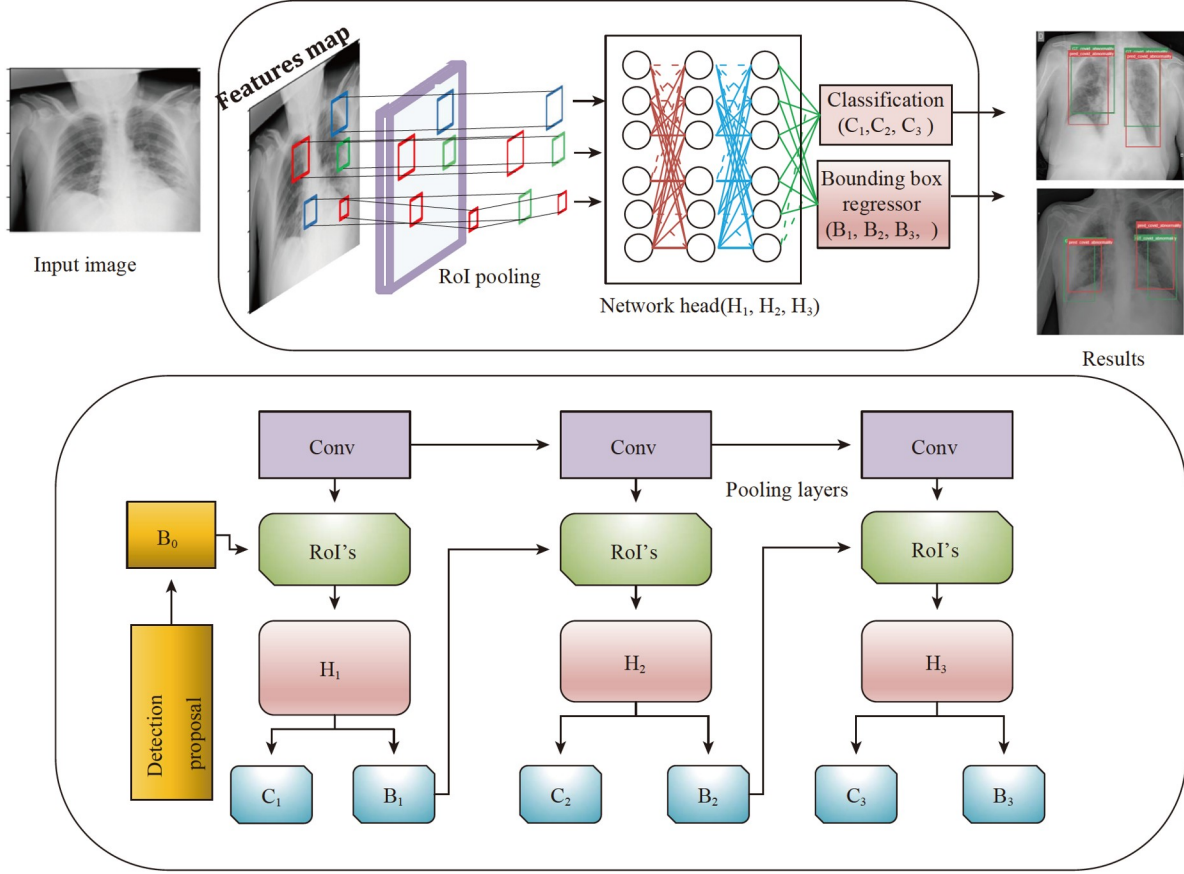 Features map
Input image
RoI pooling
Network head(H₁, H₂, H₃)
Classification
(C₁,C₂, C₃ )
Bounding box
regressor
(B₁, B₂, B₃, )
Results
Conv
Conv
Conv
Pooling layers
B₀
RoI’s
RoI’s
RoI’s
Detection
proposal
H₁
H₂
H₃
C₁
B₁
C₂
B₂
C₃
B₃